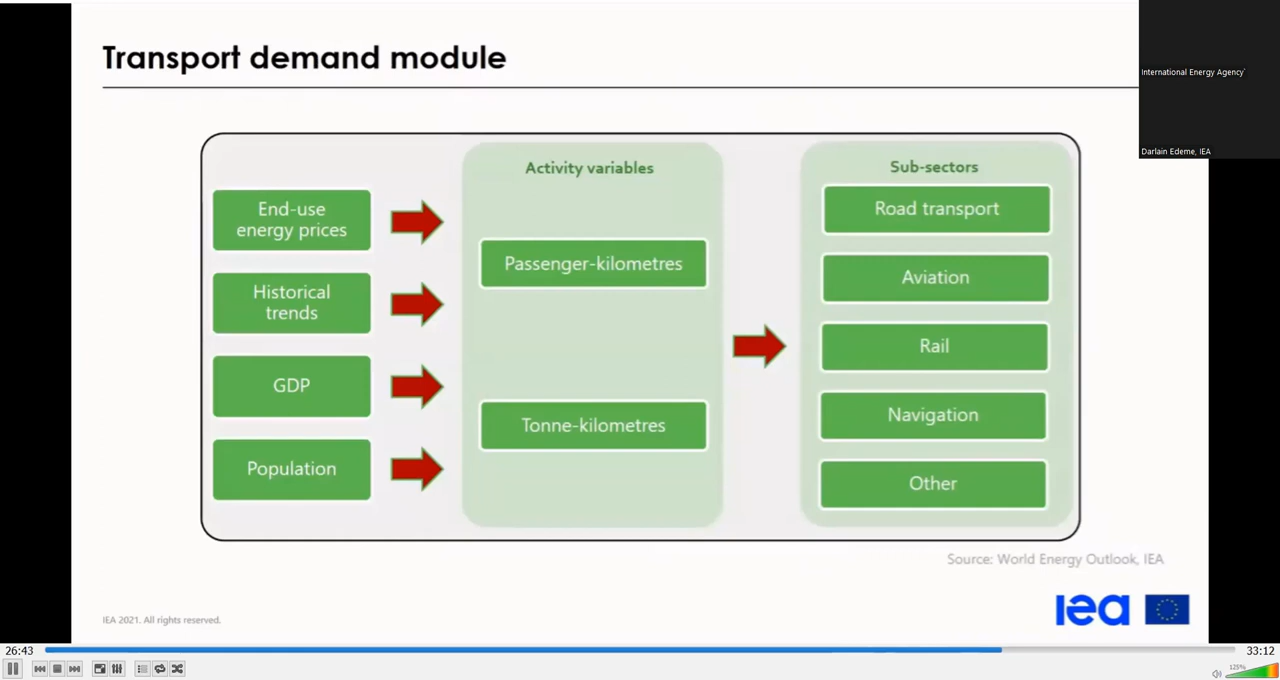 Transport demand module
International Energy Agency'
Darlain Edeme, IEA
End-use
energy prices
Historical
trends
GDP
Population
Activity variables
Passenger-kilometres
Tonne-kilometres
Sub-sectors
Road transport
Aviation
Rail
Navigation
Other
Source: World Energy Outlook, IEA
IEA 2021. All rights reserved.
iea
26:43
33:12
125%